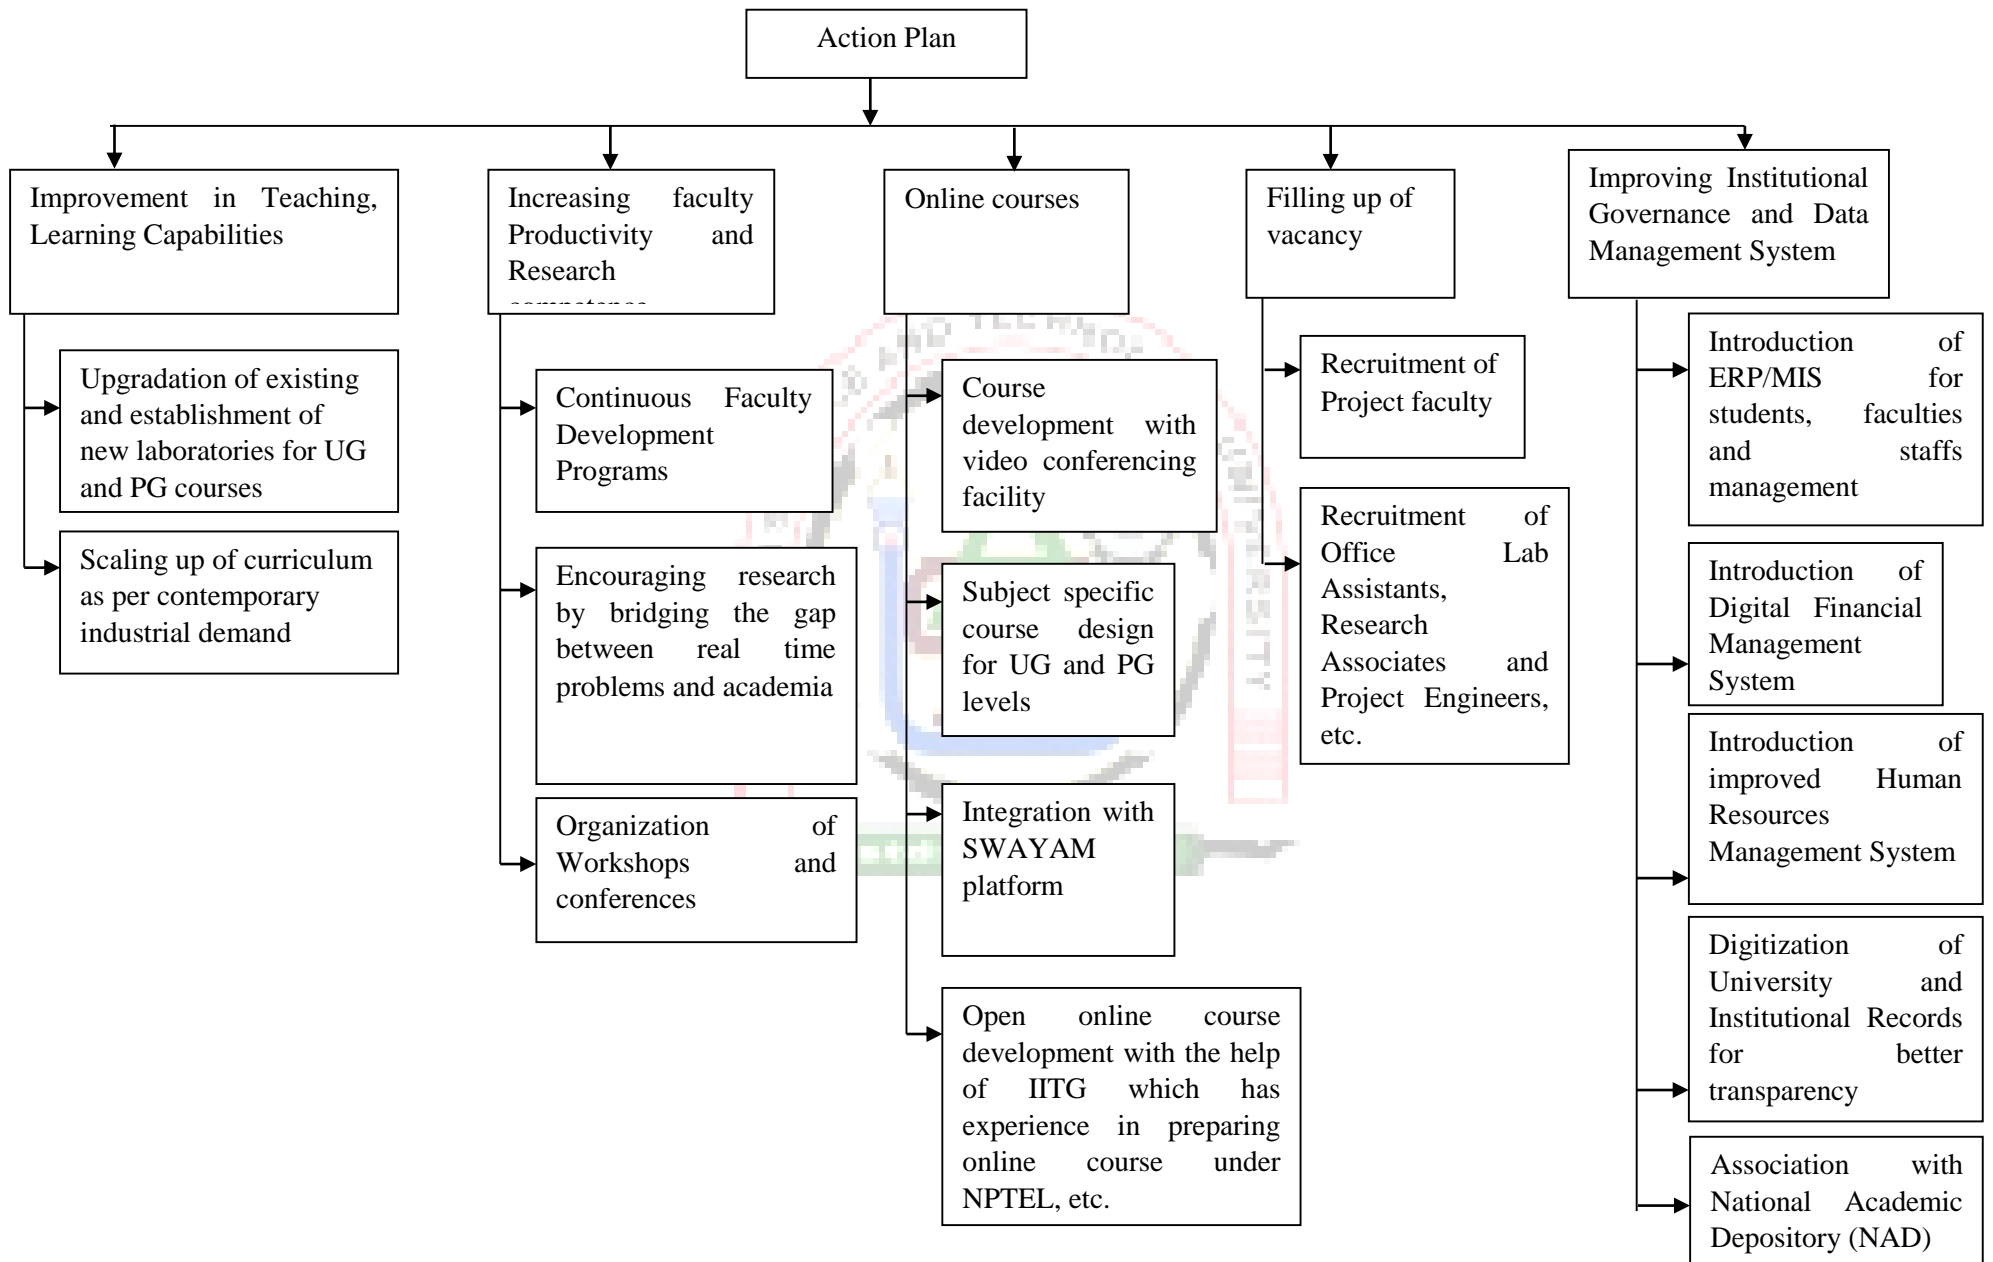 Action Plan
Improvement in Teaching,
Learning Capabilities
Upgradation of existing
and establishment of
new laboratories for UG
and PG courses
Scaling up of curriculum
as per contemporary
industrial demand
Increasing faculty
Productivity and
Research
Continuous Faculty
Development
Programs
Encouraging research
by bridging the gap
between real time
problems and academia
Organization of
Workshops and
conferences
Online courses
Course
development with
video conferencing
facility
Subject specific
course design
for UG and PG
levels
Integration with
SWAYAM
platform
Open online course
development with the help
of IITG which has
experience in preparing
online course under
NPTEL, etc.
Filling up of
vacancy
Recruitment of
Project faculty
Recruitment of
Office Lab
Assistants,
Research
Associates and
Project Engineers,
etc.
Improving Institutional
Governance and Data
Management System
Introduction of
ERP/MIS for
students, faculties
and staffs
management
Introduction of
Digital Financial
Management
System
Introduction of
improved Human
Resources
Management System
Digitization of
University and
Institutional Records
for better
transparency
Association with
National Academic
Depository (NAD)